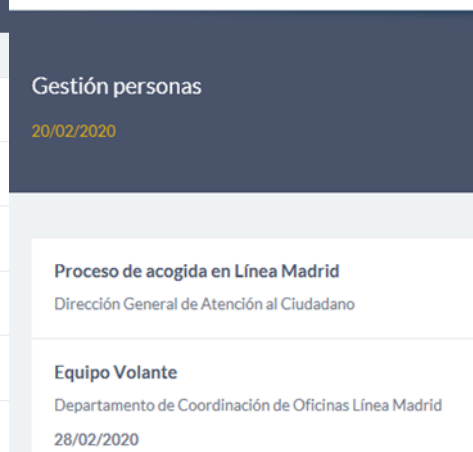 Gestión personas
20/02/2020
Proceso de acogida en Línea Madrid
Dirección General de Atención al Ciudadano
Equipo Volante
Departamento de Coordinación de Oficinas Línea Madrid
28/02/2020